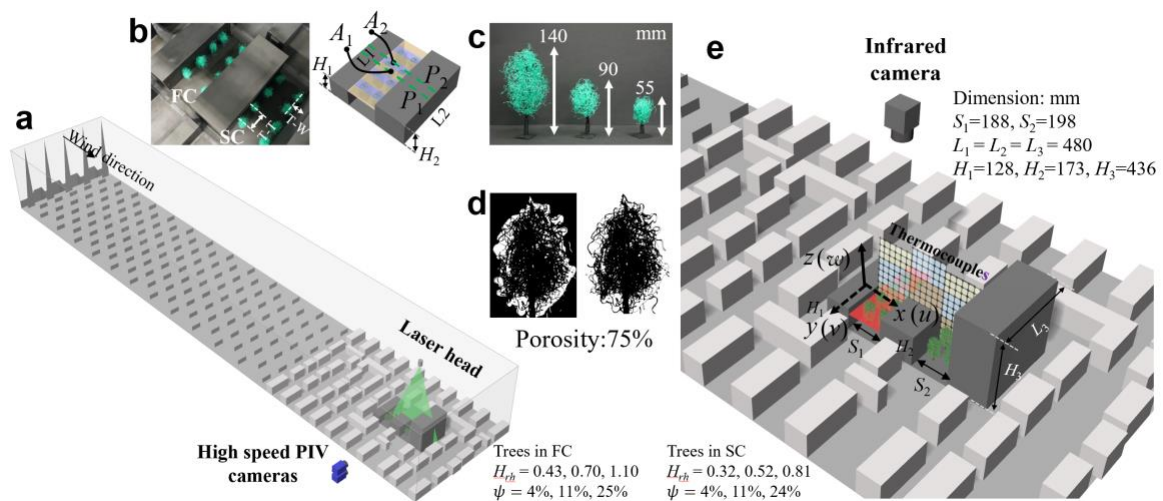 a
Wind direction
Laser head
High speed PIV
cameras
b
FC
SC
T-T
T-W
A₁
A₂
H₁
L1
P₂
P₁
L2
H₂
c
mm
140
90
55
d
Porosity:75%
e
Infrared
camera
Dimension: mm
S₁=188, S₂=198
L₁ = L₂ = L₃ = 480
H₁=128, H₂=173, H₃=436
Thermocouples
z (w)
x (u)
y (v)
H₁
S₁
H₂
S₂
L₃
H₃
Trees in FC
H_rh = 0.43, 0.70, 1.10
ψ = 4%, 11%, 25%
Trees in SC
H_rh = 0.32, 0.52, 0.81
ψ = 4%, 11%, 24%